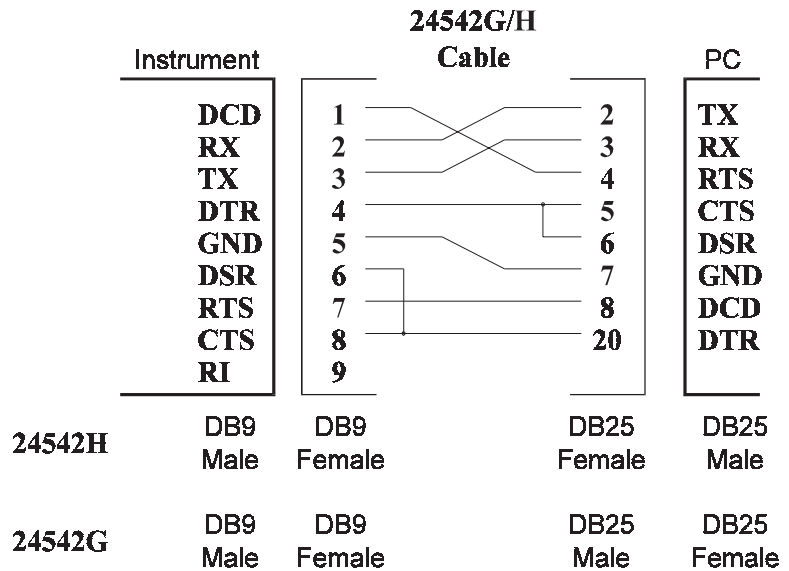 24542G/H
Cable
Instrument
PC
DCD 1 2 TX
RX 2 3 RX
TX 3 4 RTS
DTR 4 5 CTS
GND 5 6 DSR
DSR 6 7 GND
RTS 7 8 DCD
CTS 8 20 DTR
RI 9
24542H
DB9 DB9 DB25 DB25
Male Female Female Male
24542G
DB9 DB9 DB25 DB25
Male Female Male Female